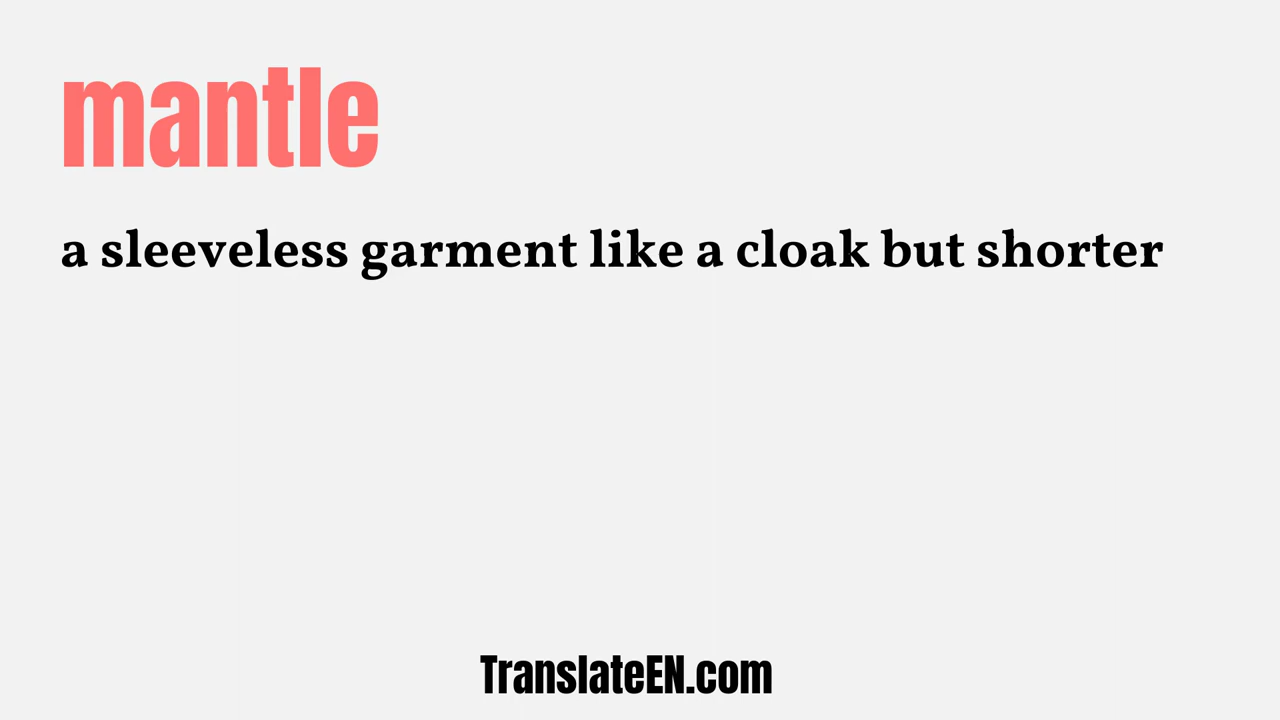 mantle
a sleeveless garment like a cloak but shorter
TranslateEN.com